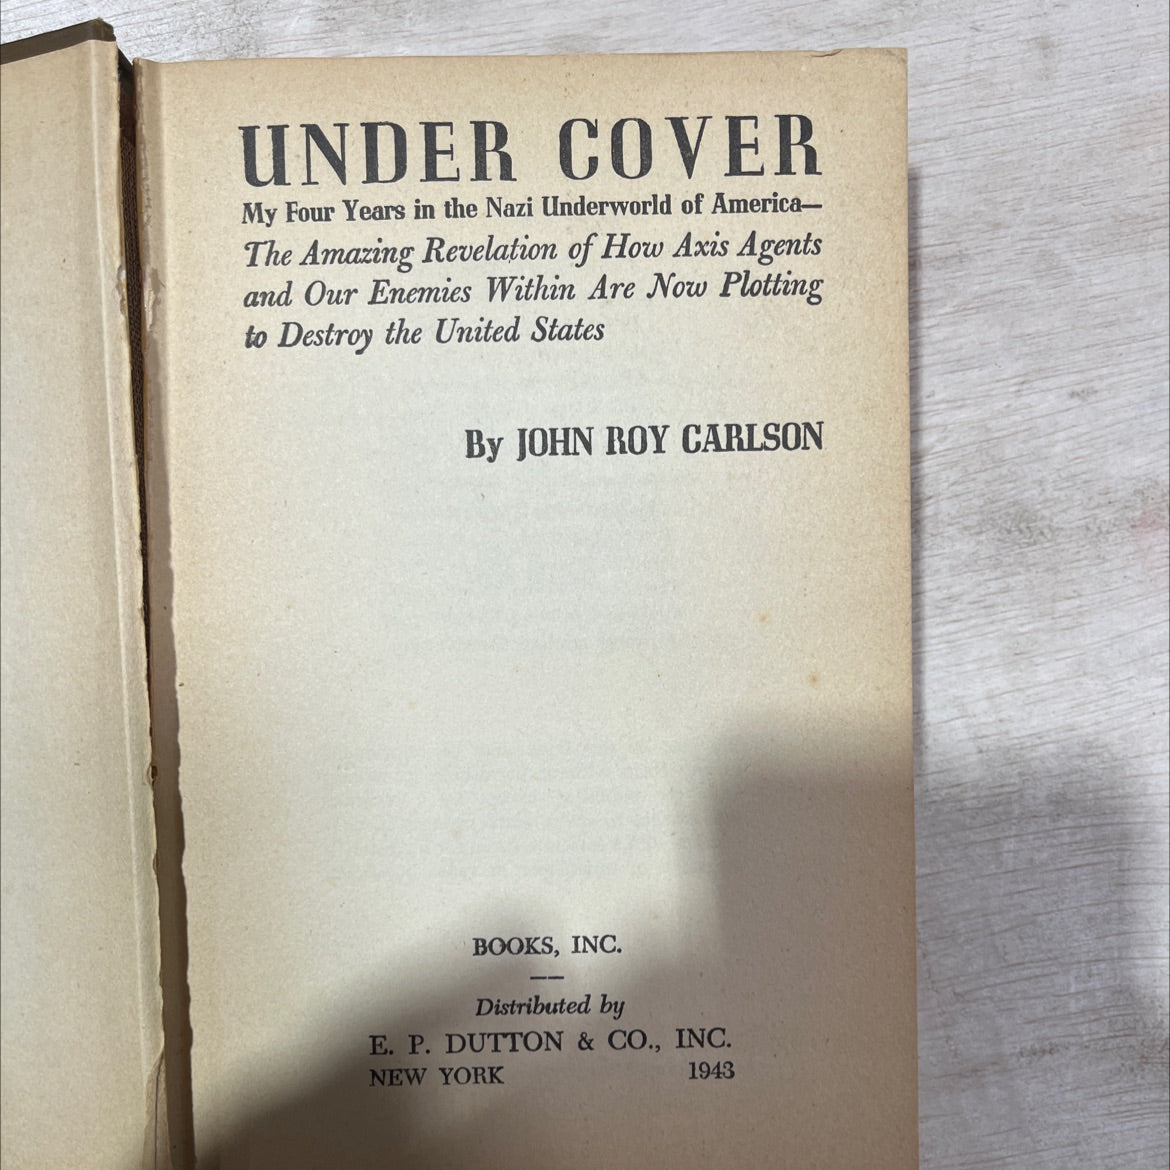 UNDER COVER
My Four Years in the Nazi Underworld of America—
The Amazing Revelation of How Axis Agents
and Our Enemies Within Are Now Plotting
to Destroy the United States
By JOHN ROY CARLSON
BOOKS, INC.
Distributed by
E. P. DUTTON & CO., INC.
NEW YORK 1943